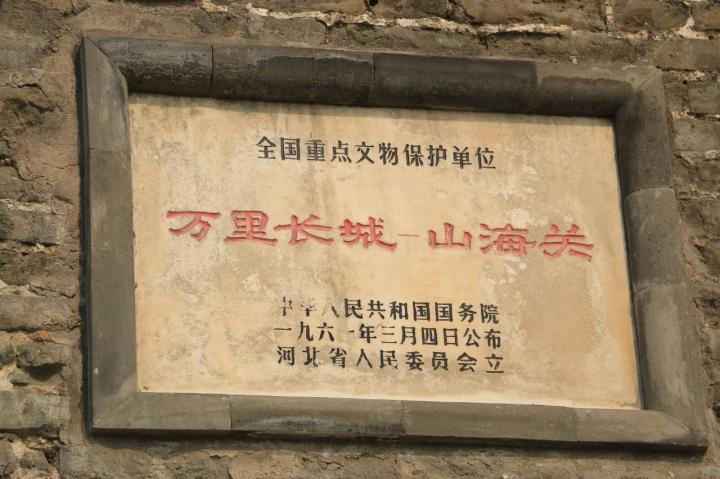 全国重点文物保护单位
万里长城-山海关
中华人民共和国国务院
一九六一年三月四日公布
河北省人民委员会立